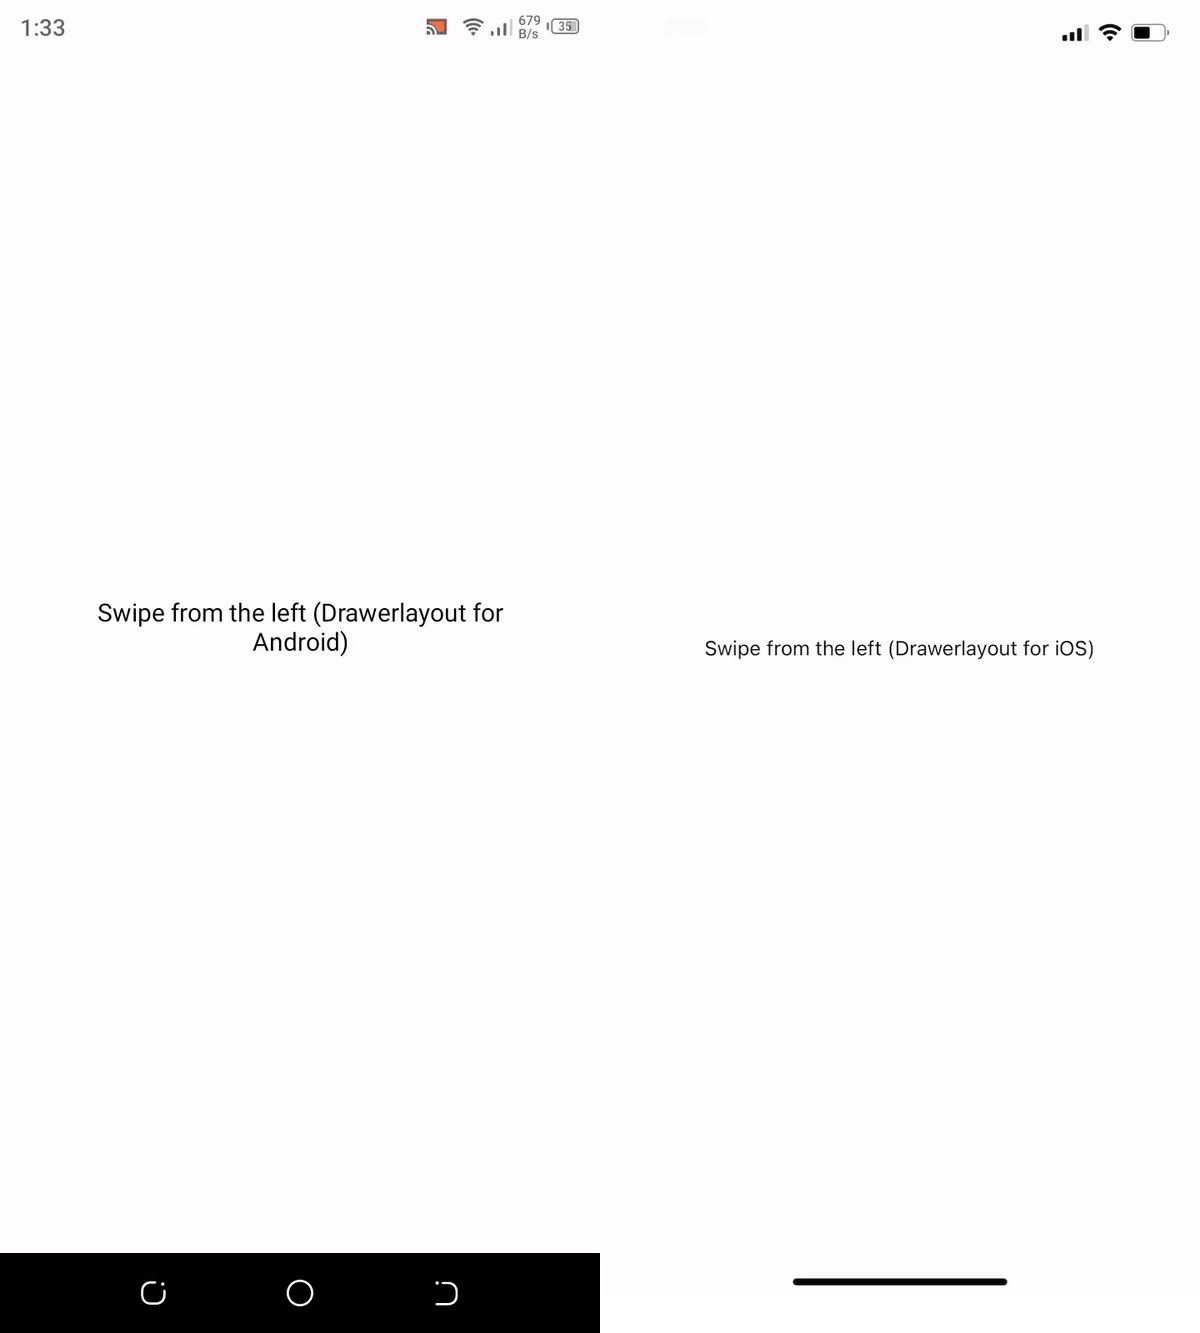 1:33
679
B/s
35
Swipe from the left (Drawerlayout for
Android)
Swipe from the left (Drawerlayout for iOS)